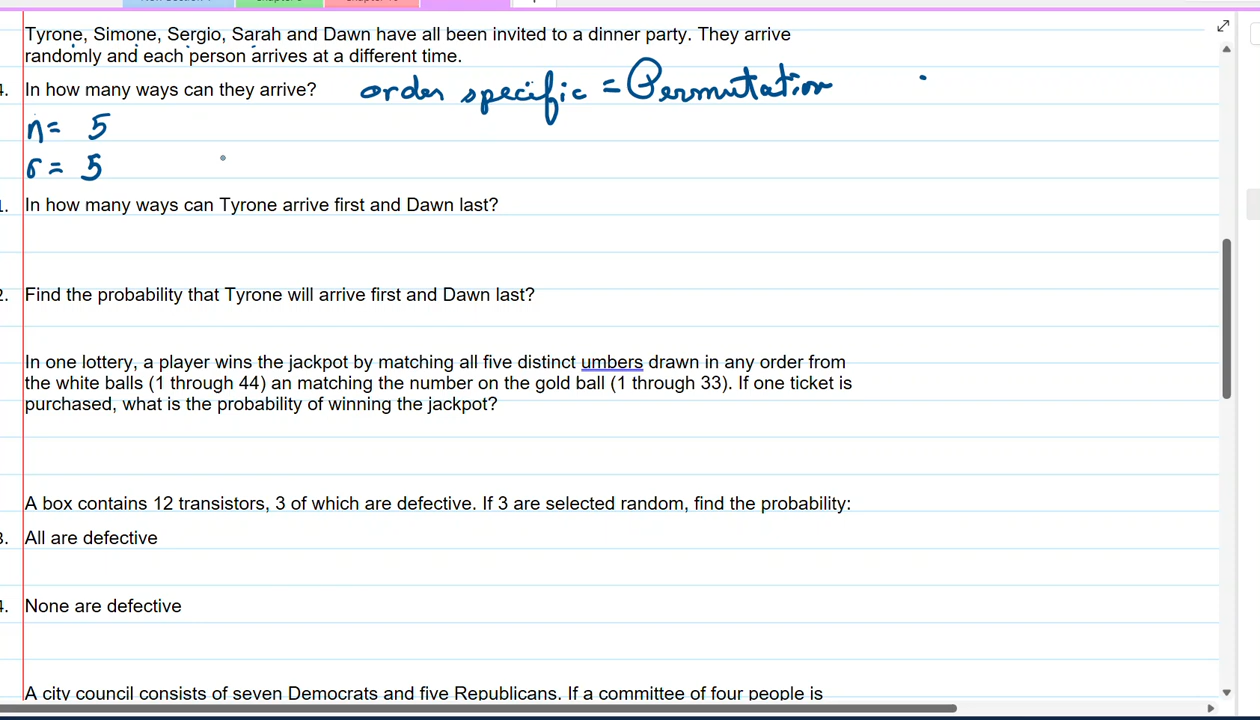 Tyrone, Simone, Sergio, Sarah and Dawn have all been invited to a dinner party. They arrive
randomly and each person arrives at a different time.
In how many ways can they arrive? order specific = Permutation
n= 5
r= 5
In how many ways can Tyrone arrive first and Dawn last?
2. Find the probability that Tyrone will arrive first and Dawn last?
In one lottery, a player wins the jackpot by matching all five distinct umbers drawn in any order from
the white balls (1 through 44) an matching the number on the gold ball (1 through 33). If one ticket is
purchased, what is the probability of winning the jackpot?
A box contains 12 transistors, 3 of which are defective. If 3 are selected random, find the probability:
3. All are defective
4. None are defective
A city council consists of seven Democrats and five Republicans. If a committee of four people is